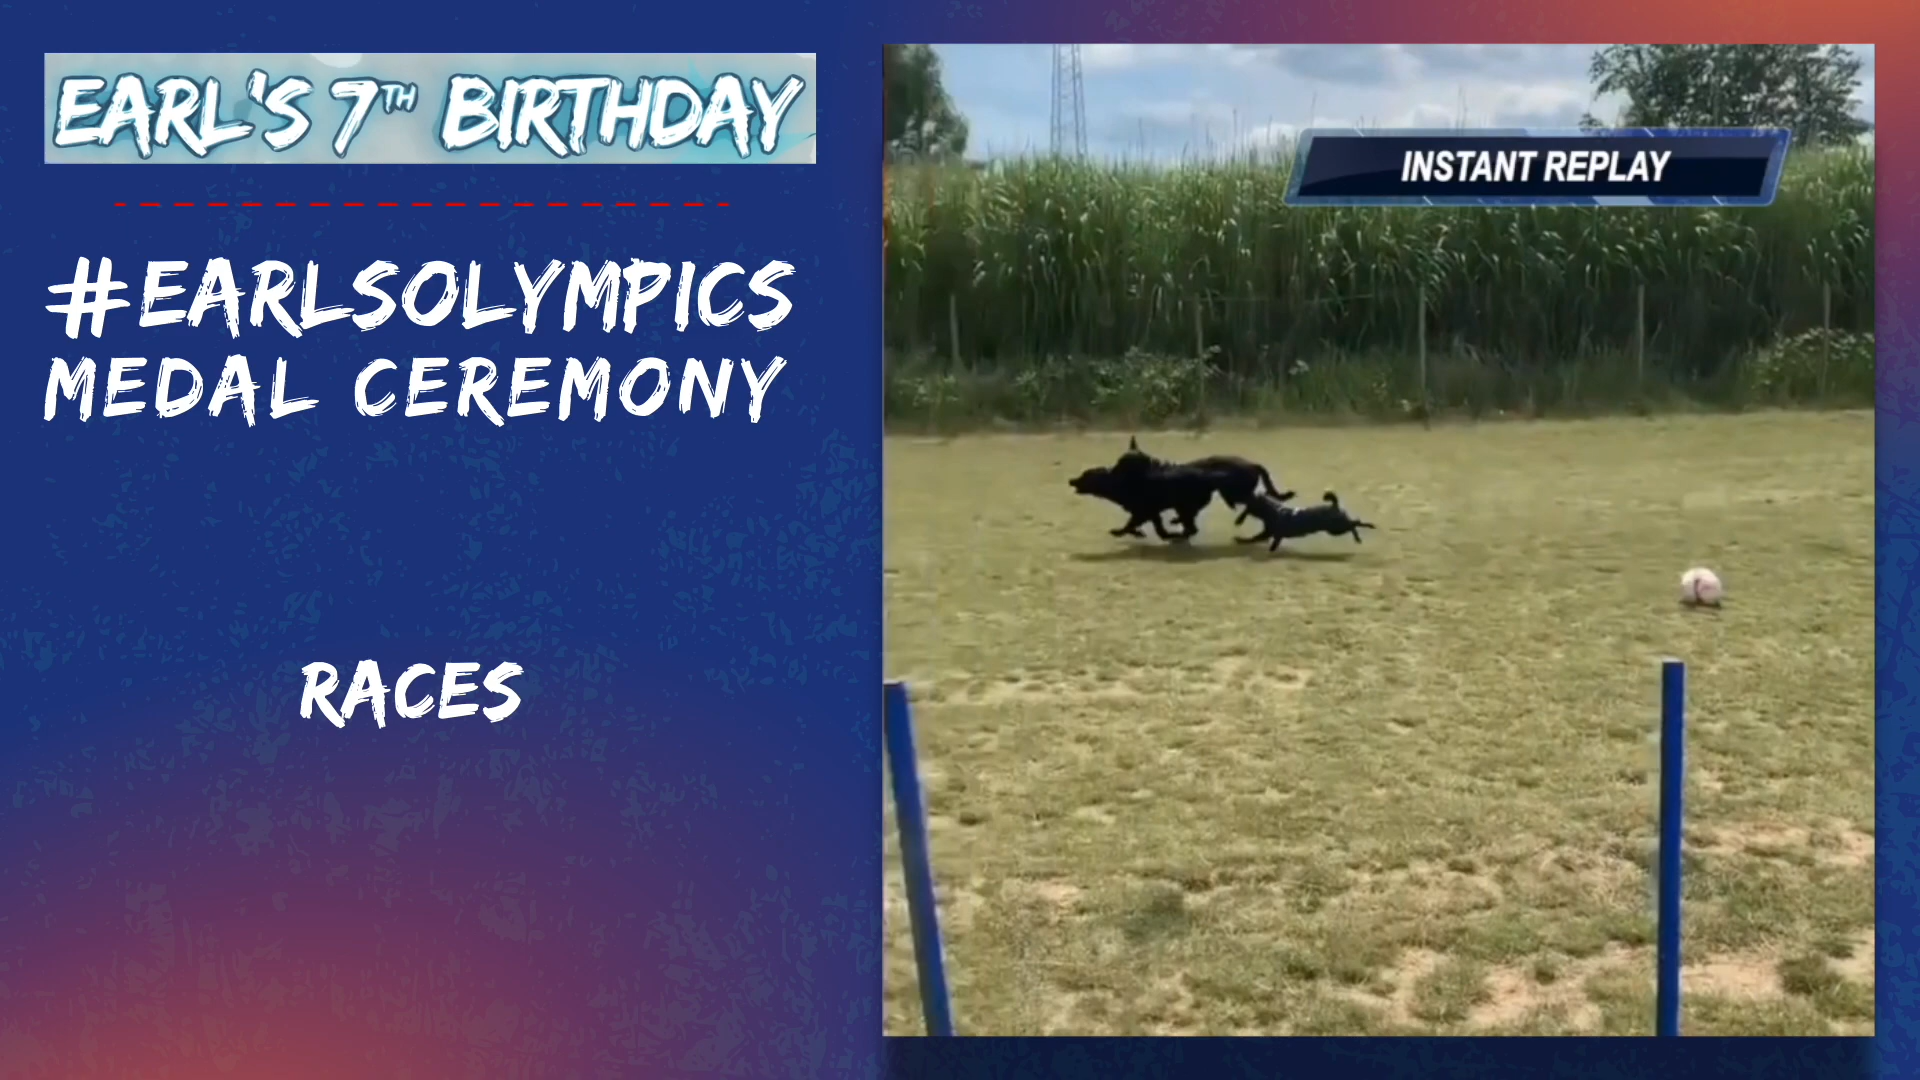 EARL'S 7TH BIRTHDAY
#EARLSOLYMPICS
MEDAL CEREMONY
RACES
INSTANT REPLAY